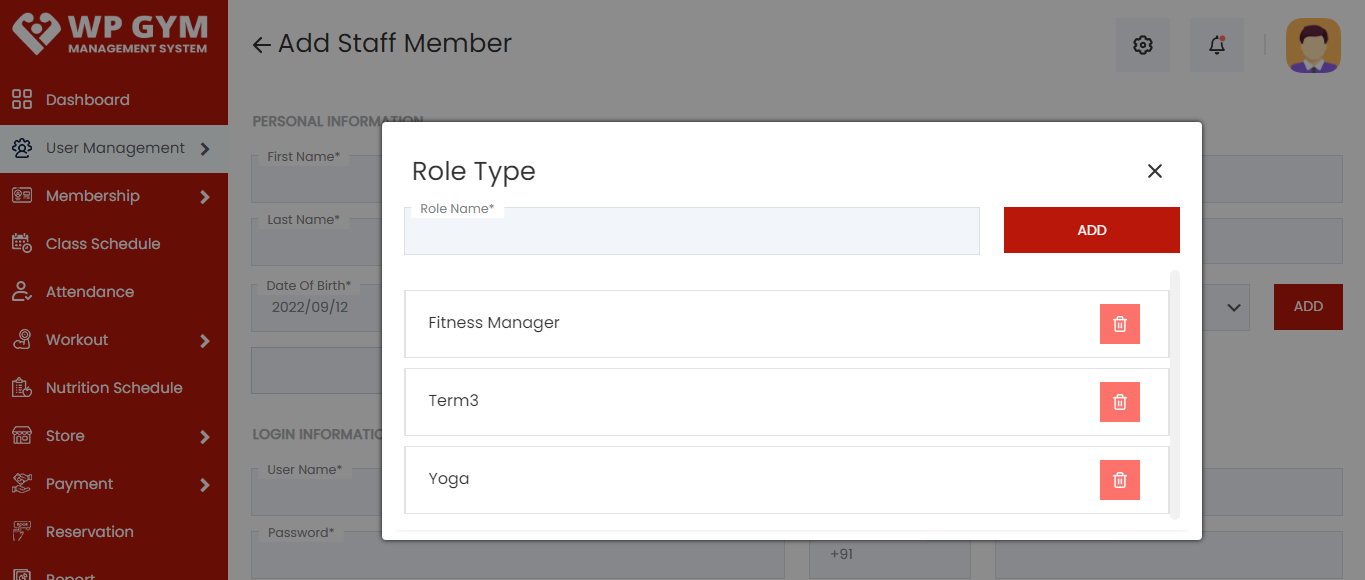 WP GYM
MANAGEMENT SYSTEM
Dashboard
User Management
Membership
Class Schedule
Attendance
Workout
Nutrition Schedule
Store
Payment
Reservation
Report
Add Staff Member
PERSONAL INFORMATION
First Name*
Last Name*
Date Of Birth*
2022/09/12
ADD
LOGIN INFORMATIO
User Name*
Password*
+91
Role Type
Role Name*
ADD
Fitness Manager
Term3
Yoga